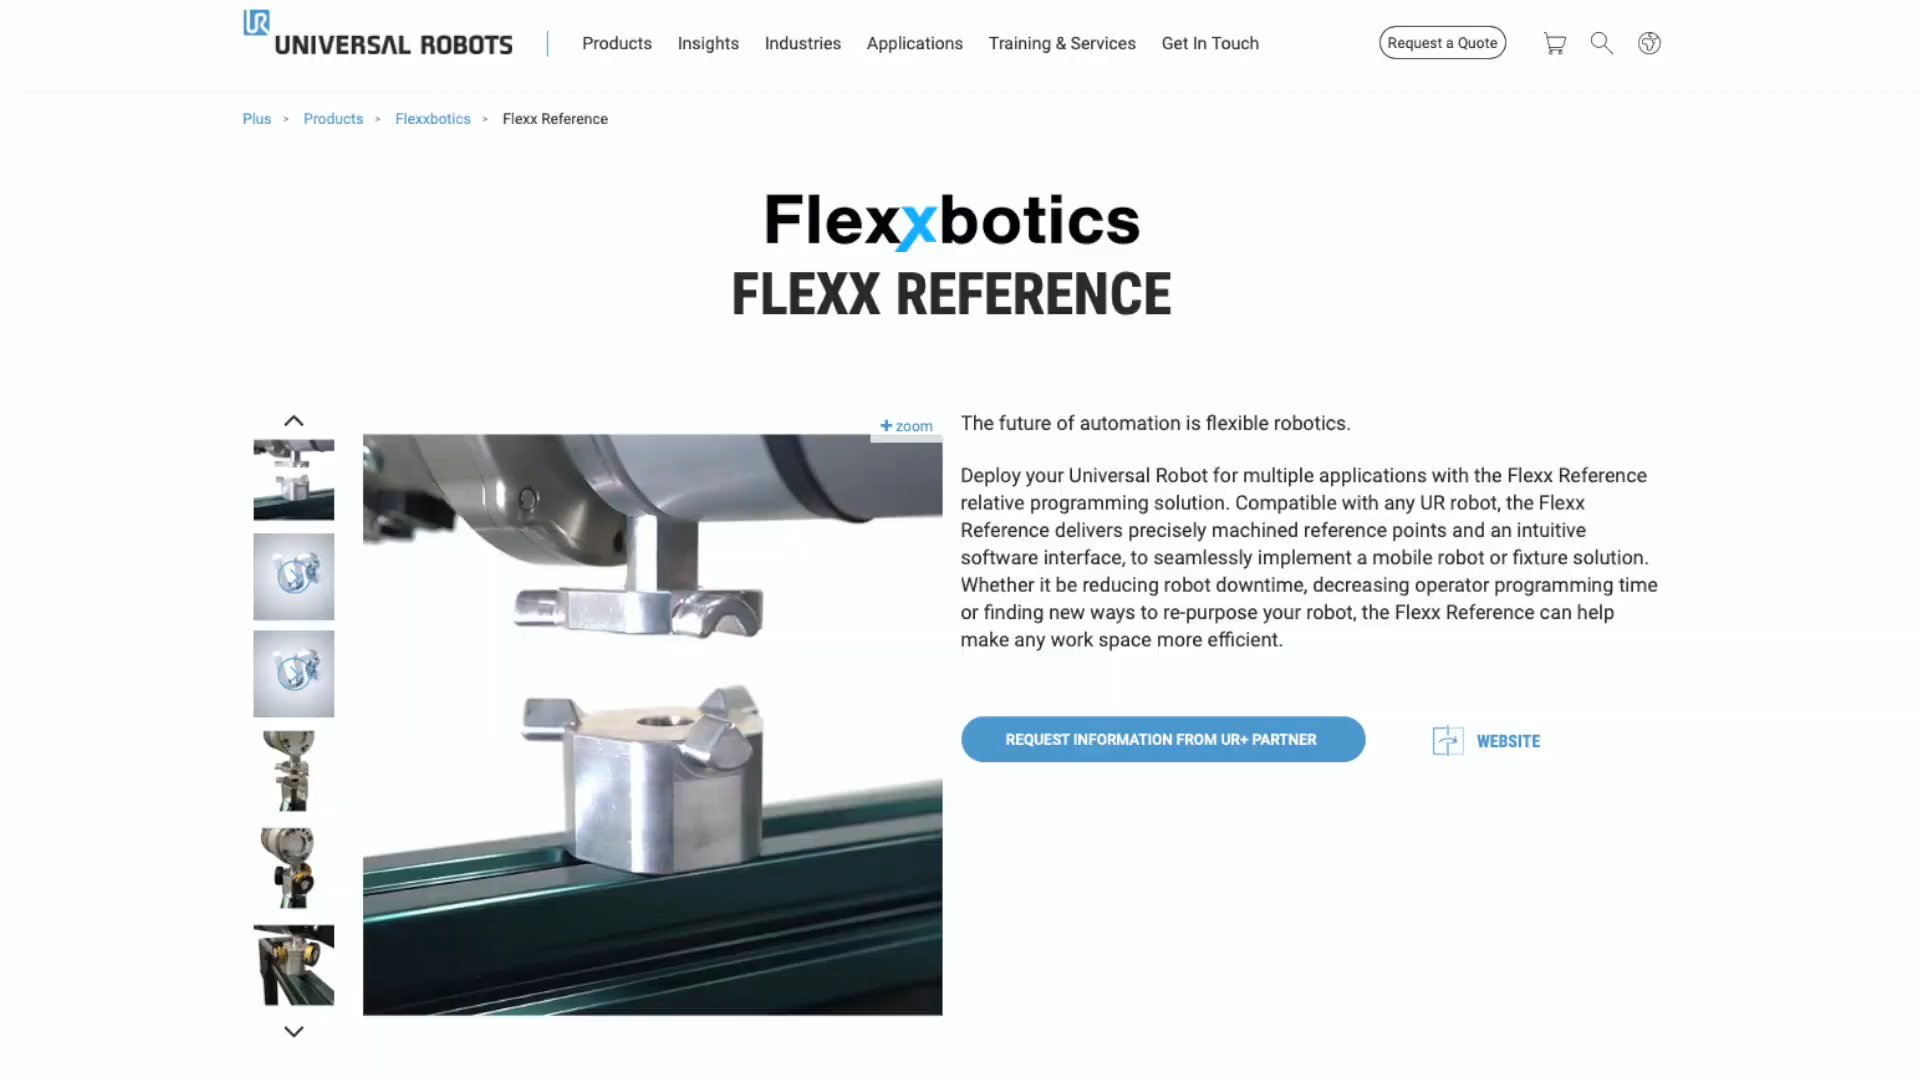 UR
UNIVERSAL ROBOTS
Products Insights Industries Applications Training & Services Get In Touch
Request a Quote
Plus > Products > Flexxbotics > Flexx Reference
Flexxbotics
FLEXX REFERENCE
+ zoom
The future of automation is flexible robotics.
Deploy your Universal Robot for multiple applications with the Flexx Reference
relative programming solution. Compatible with any UR robot, the Flexx
Reference delivers precisely machined reference points and an intuitive
software interface, to seamlessly implement a mobile robot or fixture solution.
Whether it be reducing robot downtime, decreasing operator programming time
or finding new ways to re-purpose your robot, the Flexx Reference can help
make any work space more efficient.
REQUEST INFORMATION FROM UR+ PARTNER
WEBSITE